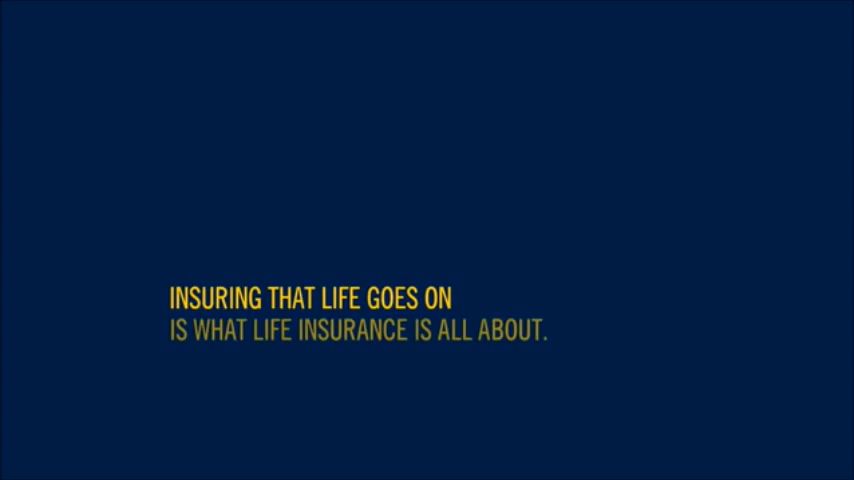 INSURING THAT LIFE GOES ON
IS WHAT LIFE INSURANCE IS ALL ABOUT.